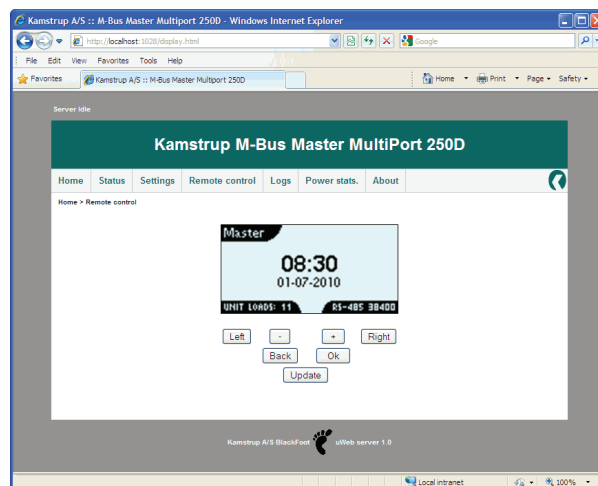 Kamstrup A/S :: M-Bus Master Multiport 250D - Windows Internet Explorer
http://localhost:1028/display.html
Google
File Edit View Favorites Tools Help
Favorites Kamstrup A/S :: M-Bus Master Multiport 250D Home Print Page Safety
Server Idle
Kamstrup M-Bus Master MultiPort 250D
Home Status Settings Remote control Logs Power stats. About
Home > Remote control
Master
08:30
01-07-2010
UNIT LOADS: 11 RS-485 38400
Left - + Right
Back Ok
Update
Kamstrup A/S BlackFoot uWeb server 1.0
Local intranet 100%